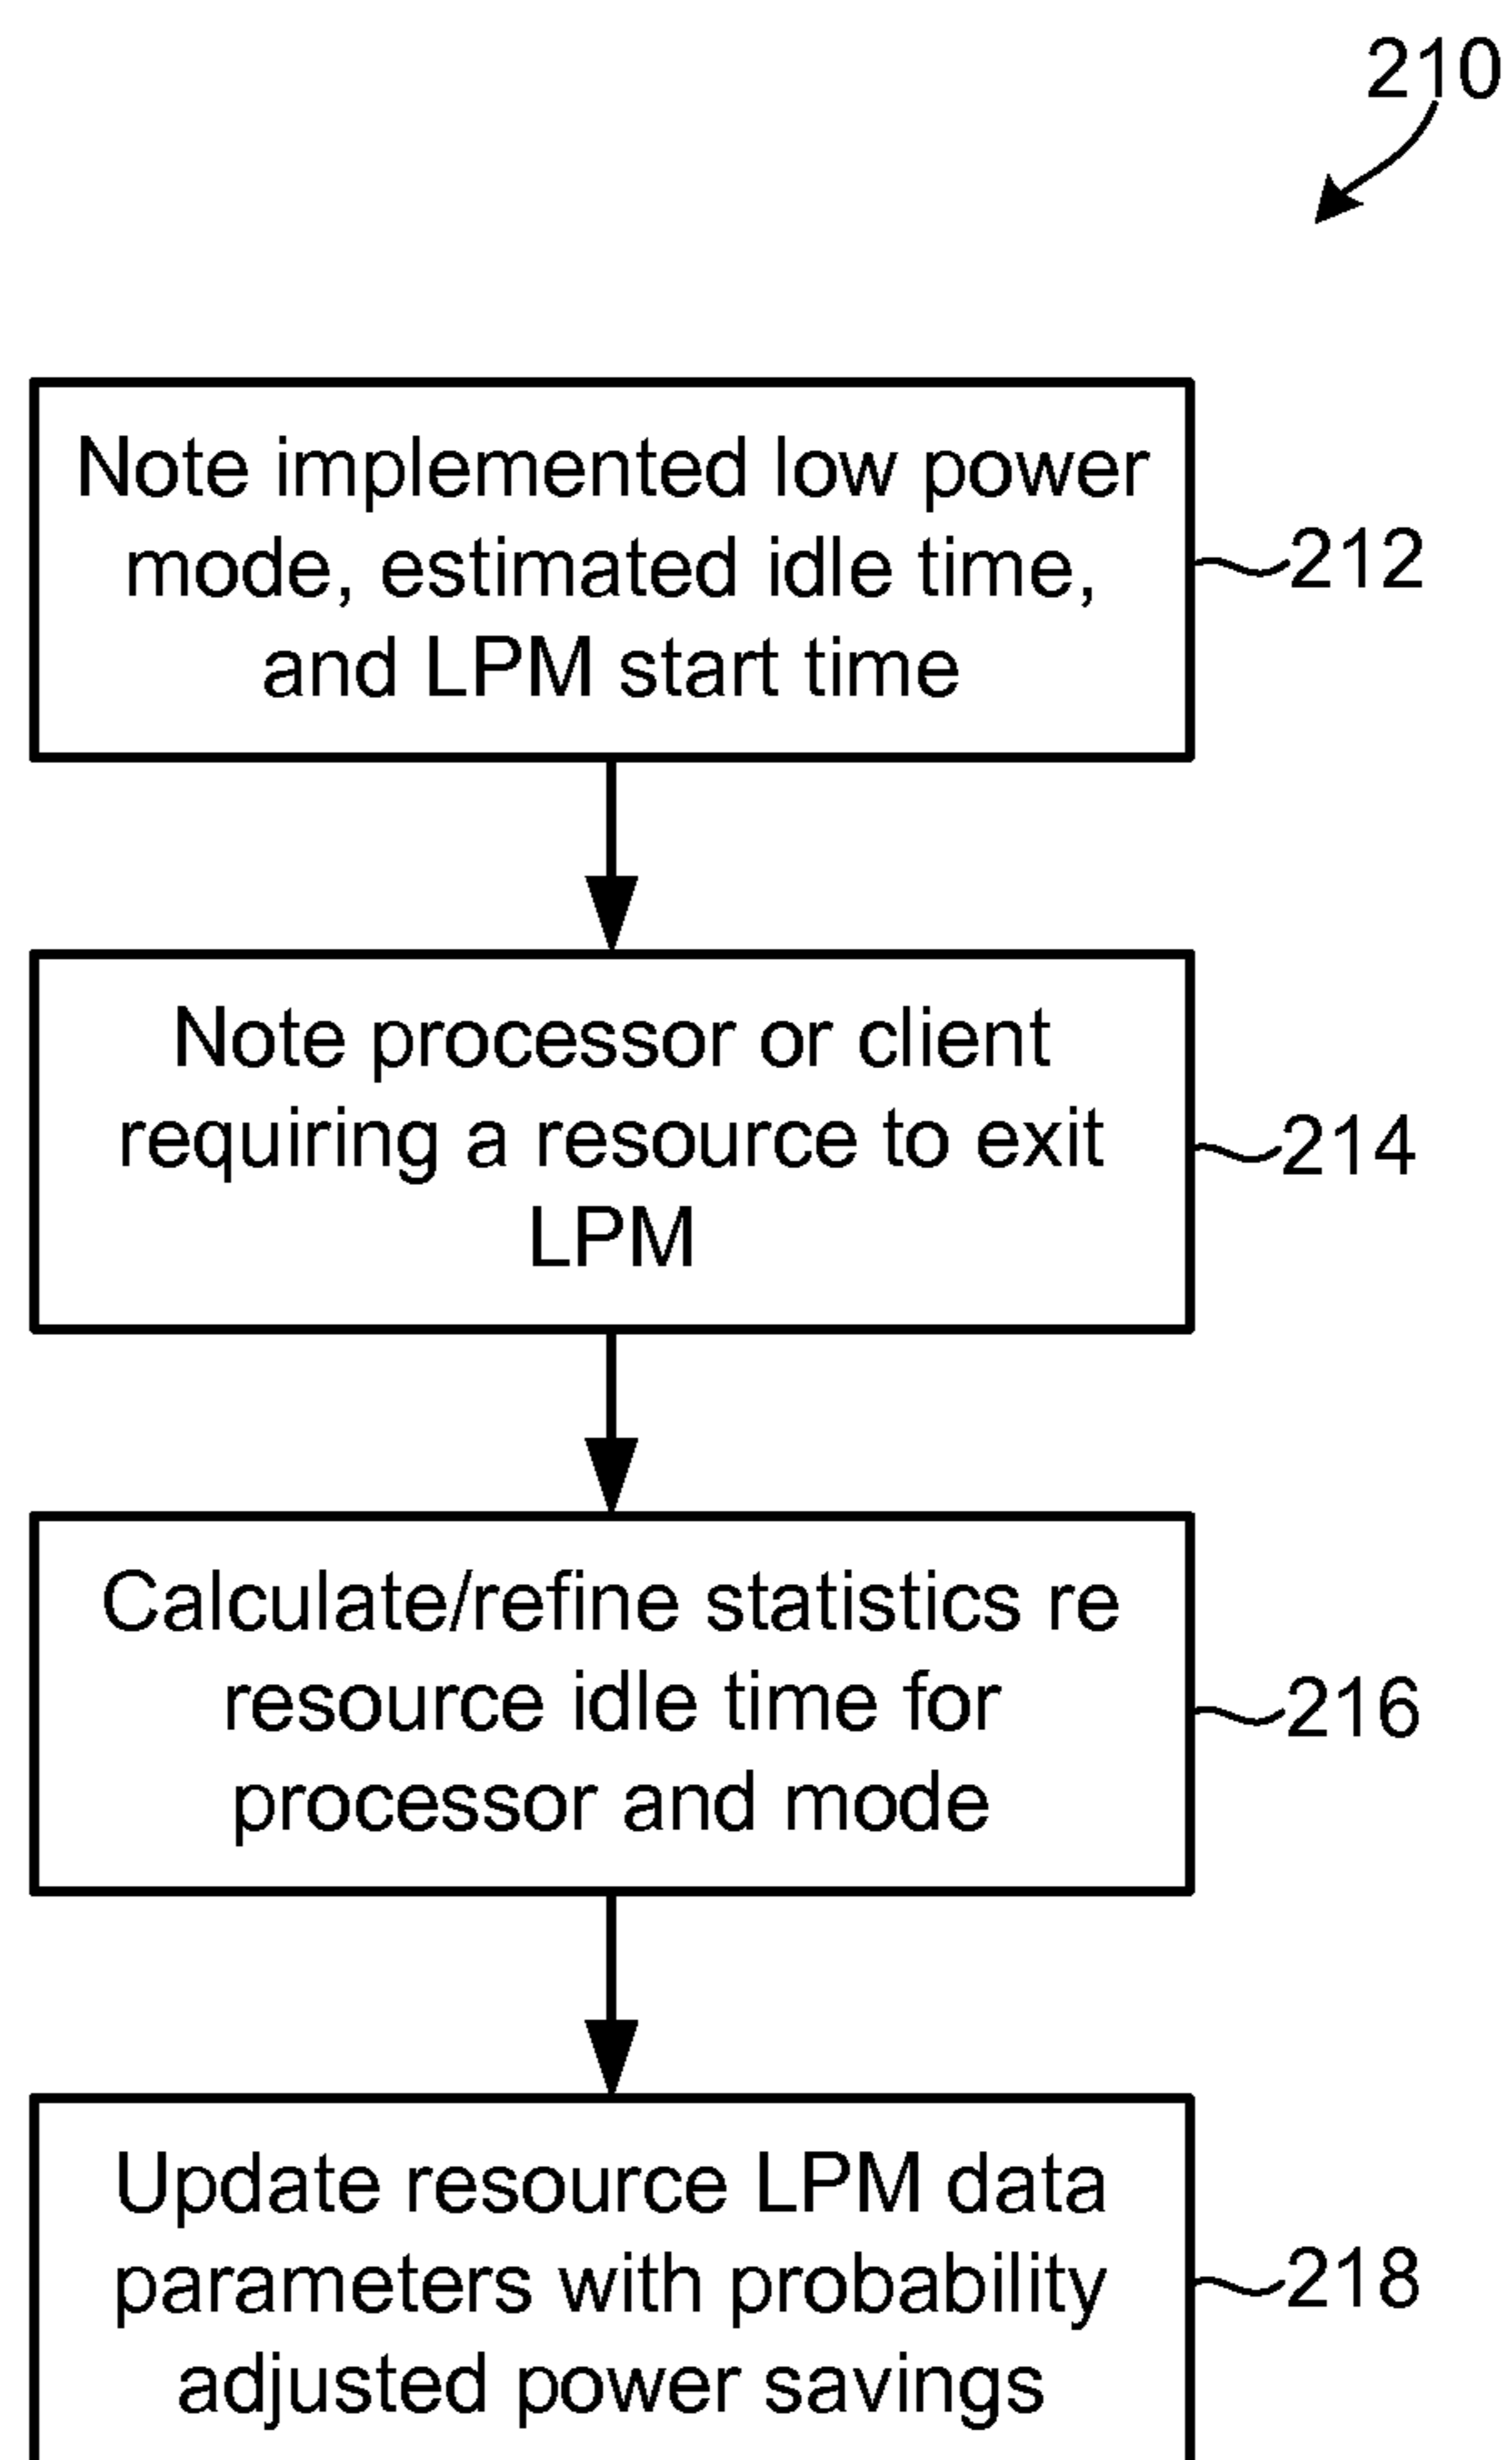 210
Note implemented low power
mode, estimated idle time,
and LPM start time
212
Note processor or client
requiring a resource to exit
LPM
214
Calculate/refine statistics re
resource idle time for
processor and mode
216
Update resource LPM data
parameters with probability
adjusted power savings
218